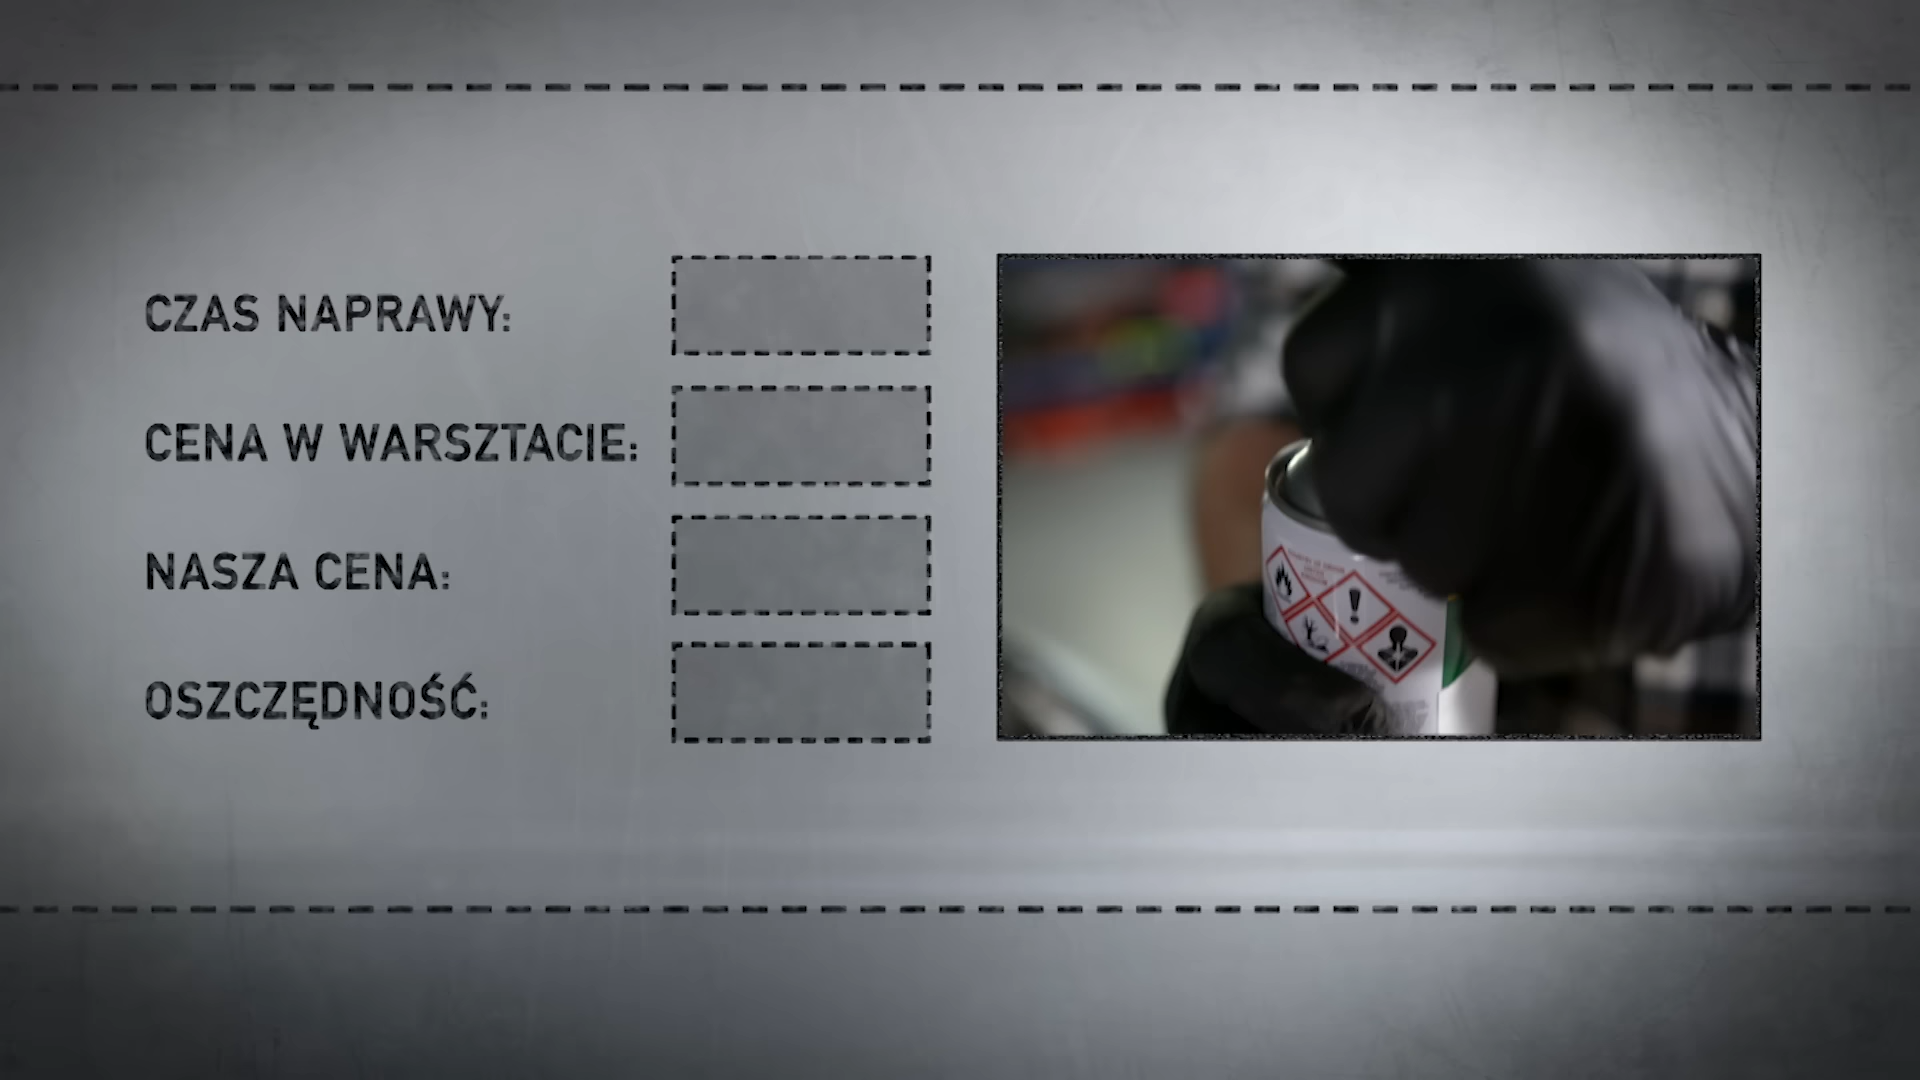 CZAS NAPRAWY:
CENA W WARSZTACIE:
NASZA CENA:
OSZCZĘDNOŚĆ: